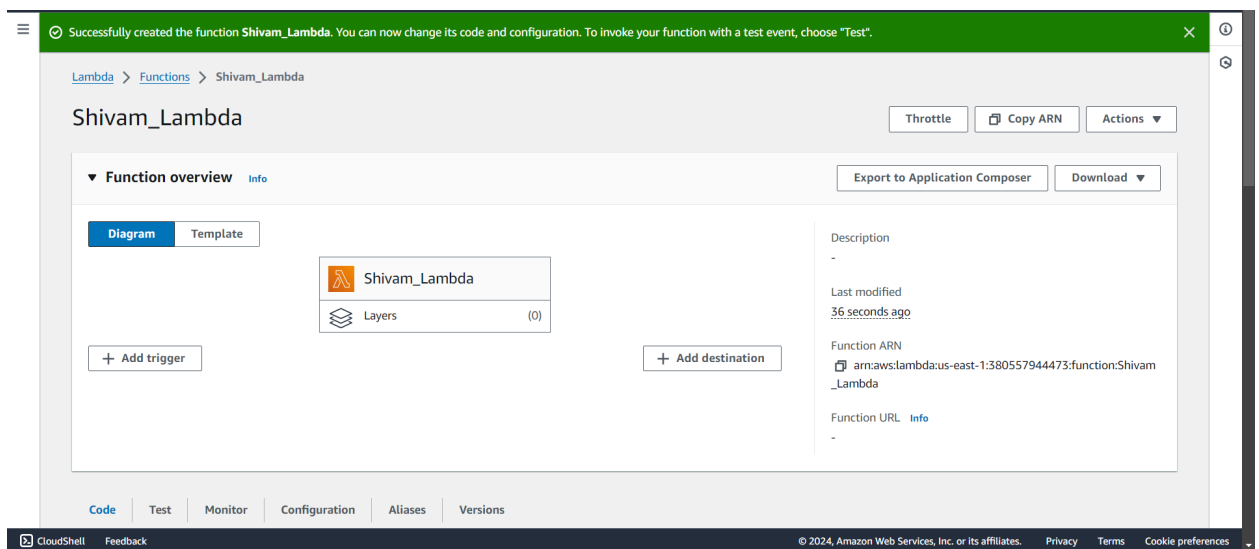 Successfully created the function Shivam_Lambda. You can now change its code and configuration. To invoke your function with a test event, choose "Test".
Lambda > Functions > Shivam_Lambda
Shivam_Lambda
Throttle
Copy ARN
Actions
Function overview Info
Export to Application Composer
Download
Diagram
Template
Shivam_Lambda
Layers (0)
+ Add trigger
+ Add destination
Description
-
Last modified
36 seconds ago
Function ARN
arn:aws:lambda:us-east-1:380557944473:function:Shivam
_Lambda
Function URL Info
-
Code Test Monitor Configuration Aliases Versions
CloudShell Feedback © 2024, Amazon Web Services, Inc. or its affiliates. Privacy Terms Cookie preferences